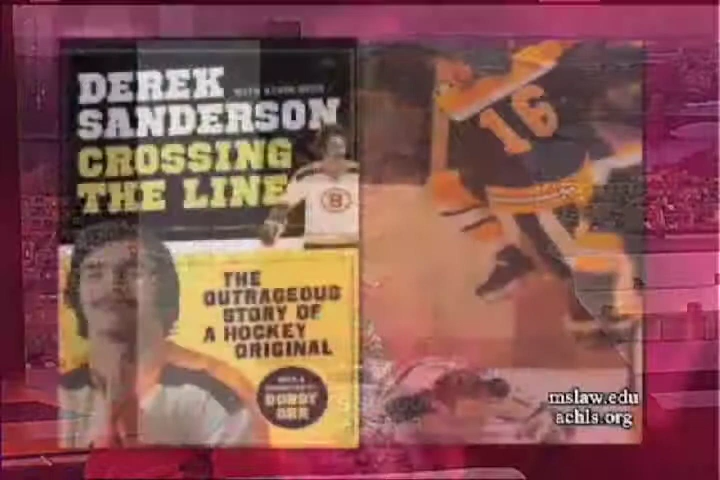 DEREK
SANDERSON
CROSSING
THE LINE
B
THE
OUTRAGEOUS
STORY OF
A HOCKEY
ORIGINAL
BOBBY
ORR
16
mslaw.edu
achls.org